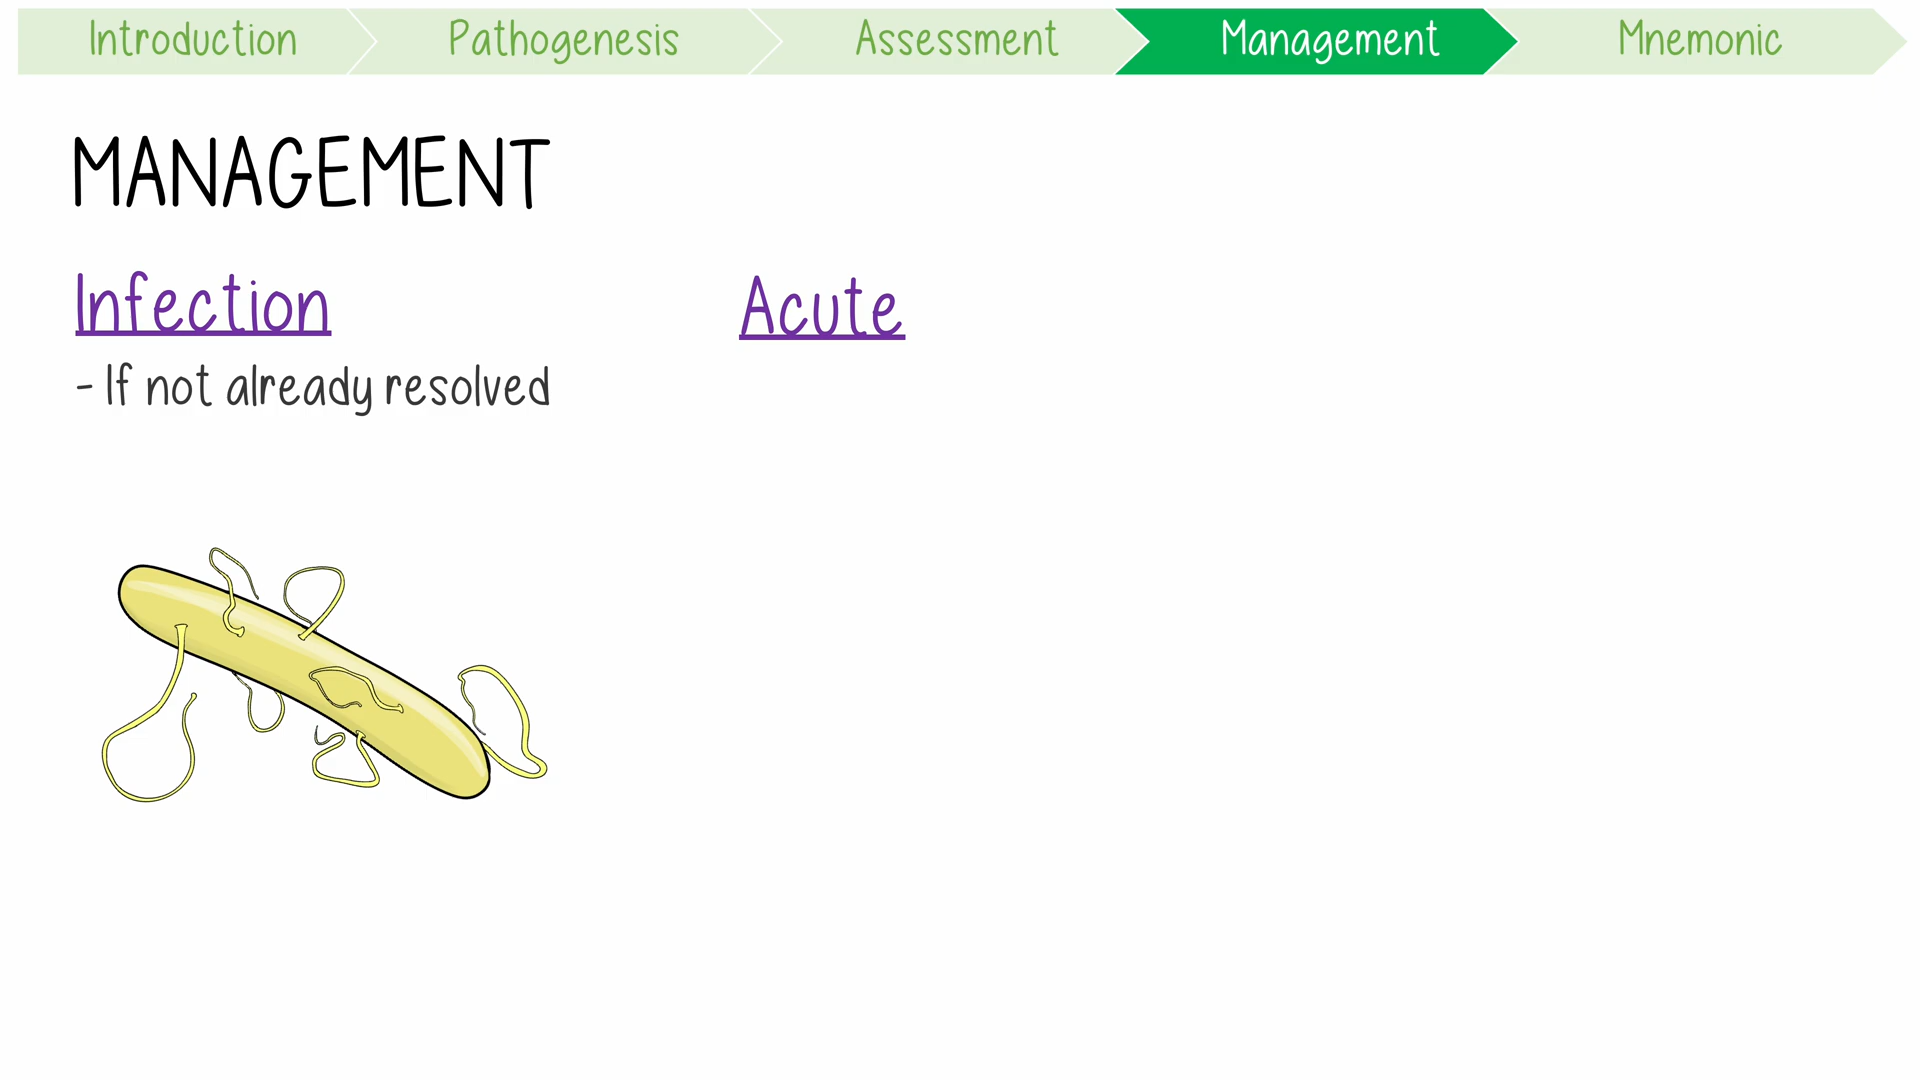 Introduction
Pathogenesis
Assessment
Management
Mnemonic
MANAGEMENT
Infection
- If not already resolved
Acute